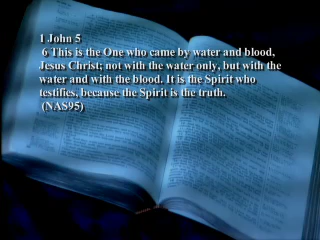 1 John 5
6 This is the One who came by water and blood,
Jesus Christ; not with the water only, but with the
water and with the blood. It is the Spirit who
testifies, because the Spirit is the truth.
(NAS95)